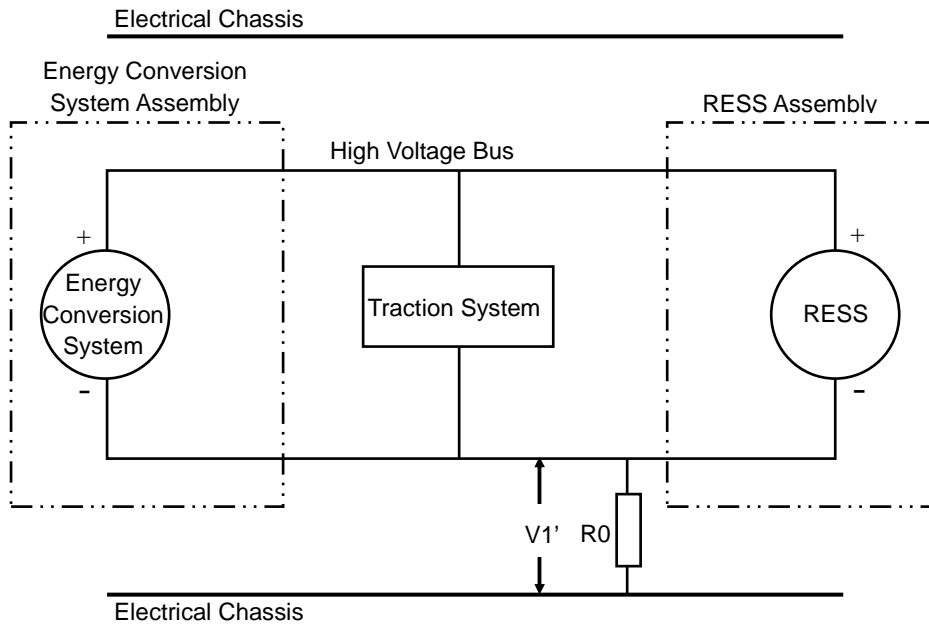 Electrical Chassis
Energy Conversion
System Assembly
RESS Assembly
High Voltage Bus
+
+
Energy
Conversion
System
Traction System
RESS
-
-
V1’
R0
Electrical Chassis